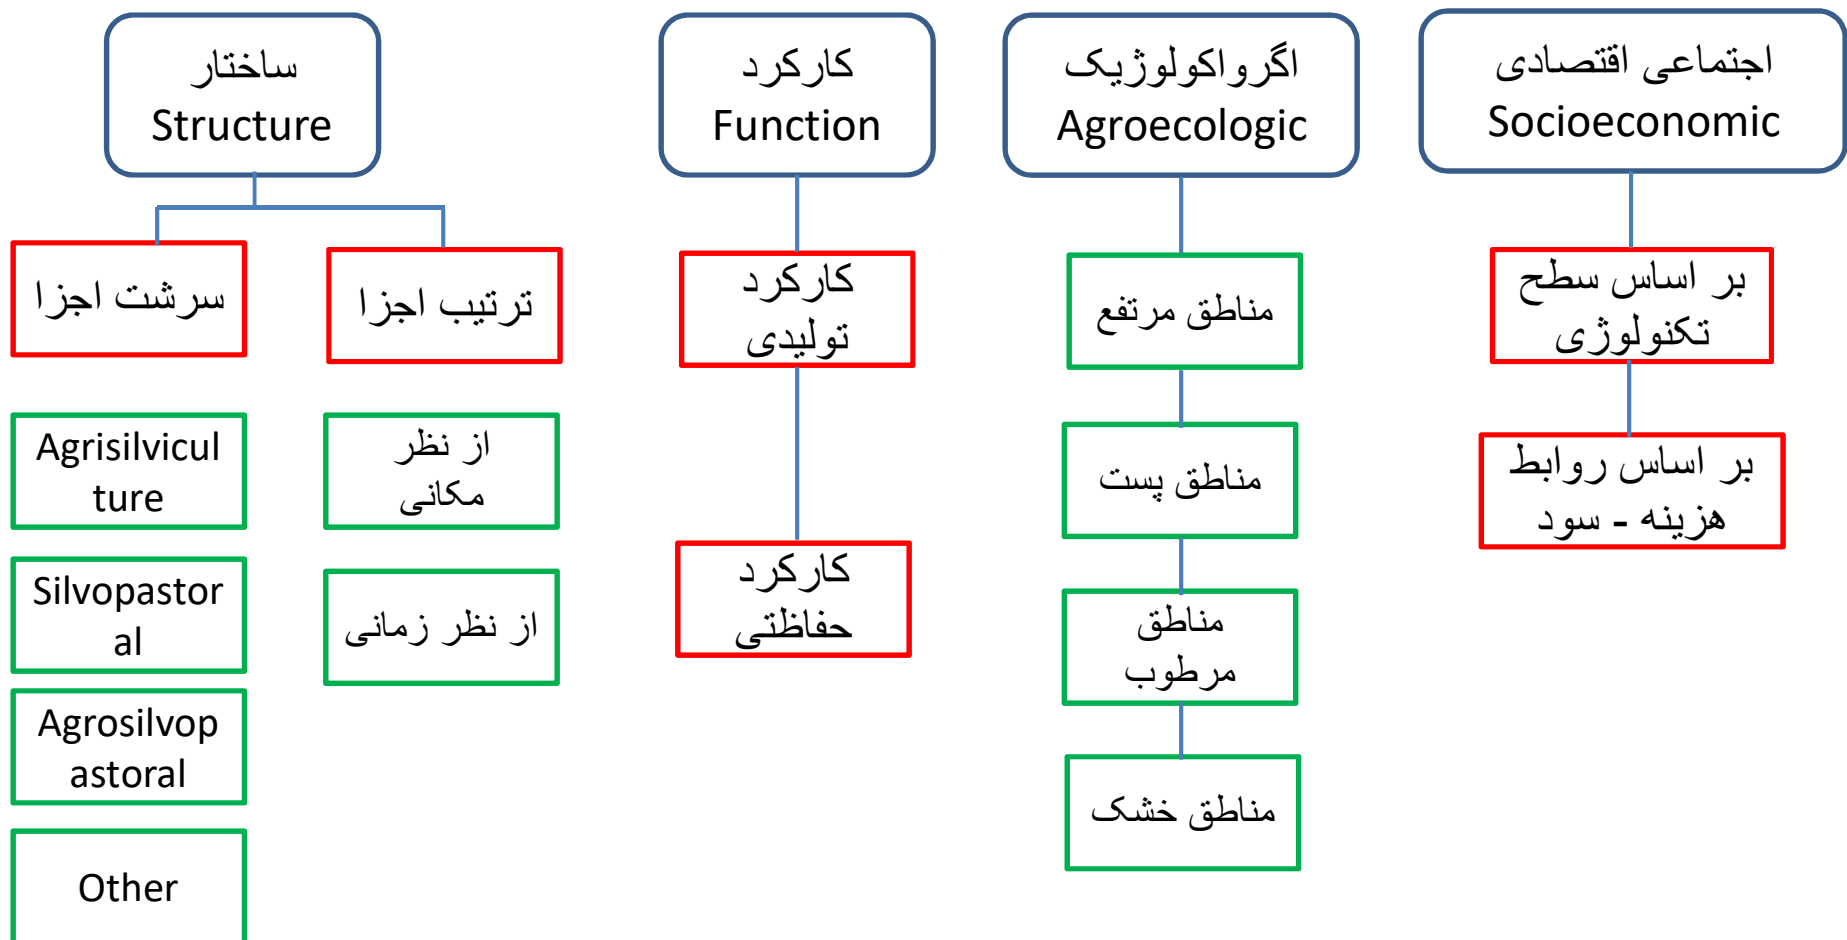 ساختار
Structure
سرشت اجزا
ترتیب اجزا
Agrisilvicul
ture
Silvopastor
al
Agrosilvop
astoral
Other
از نظر
مکانی
از نظر زمانی
کارکرد
Function
کارکرد
تولیدی
کارکرد
حفاظتی
اگرواکولوژیک
Agroecologic
مناطق مرتفع
مناطق پست
مناطق
مرطوب
مناطق خشک
اجتماعی اقتصادی
Socioeconomic
بر اساس سطح
تکنولوژی
بر اساس روابط
هزینه - سود